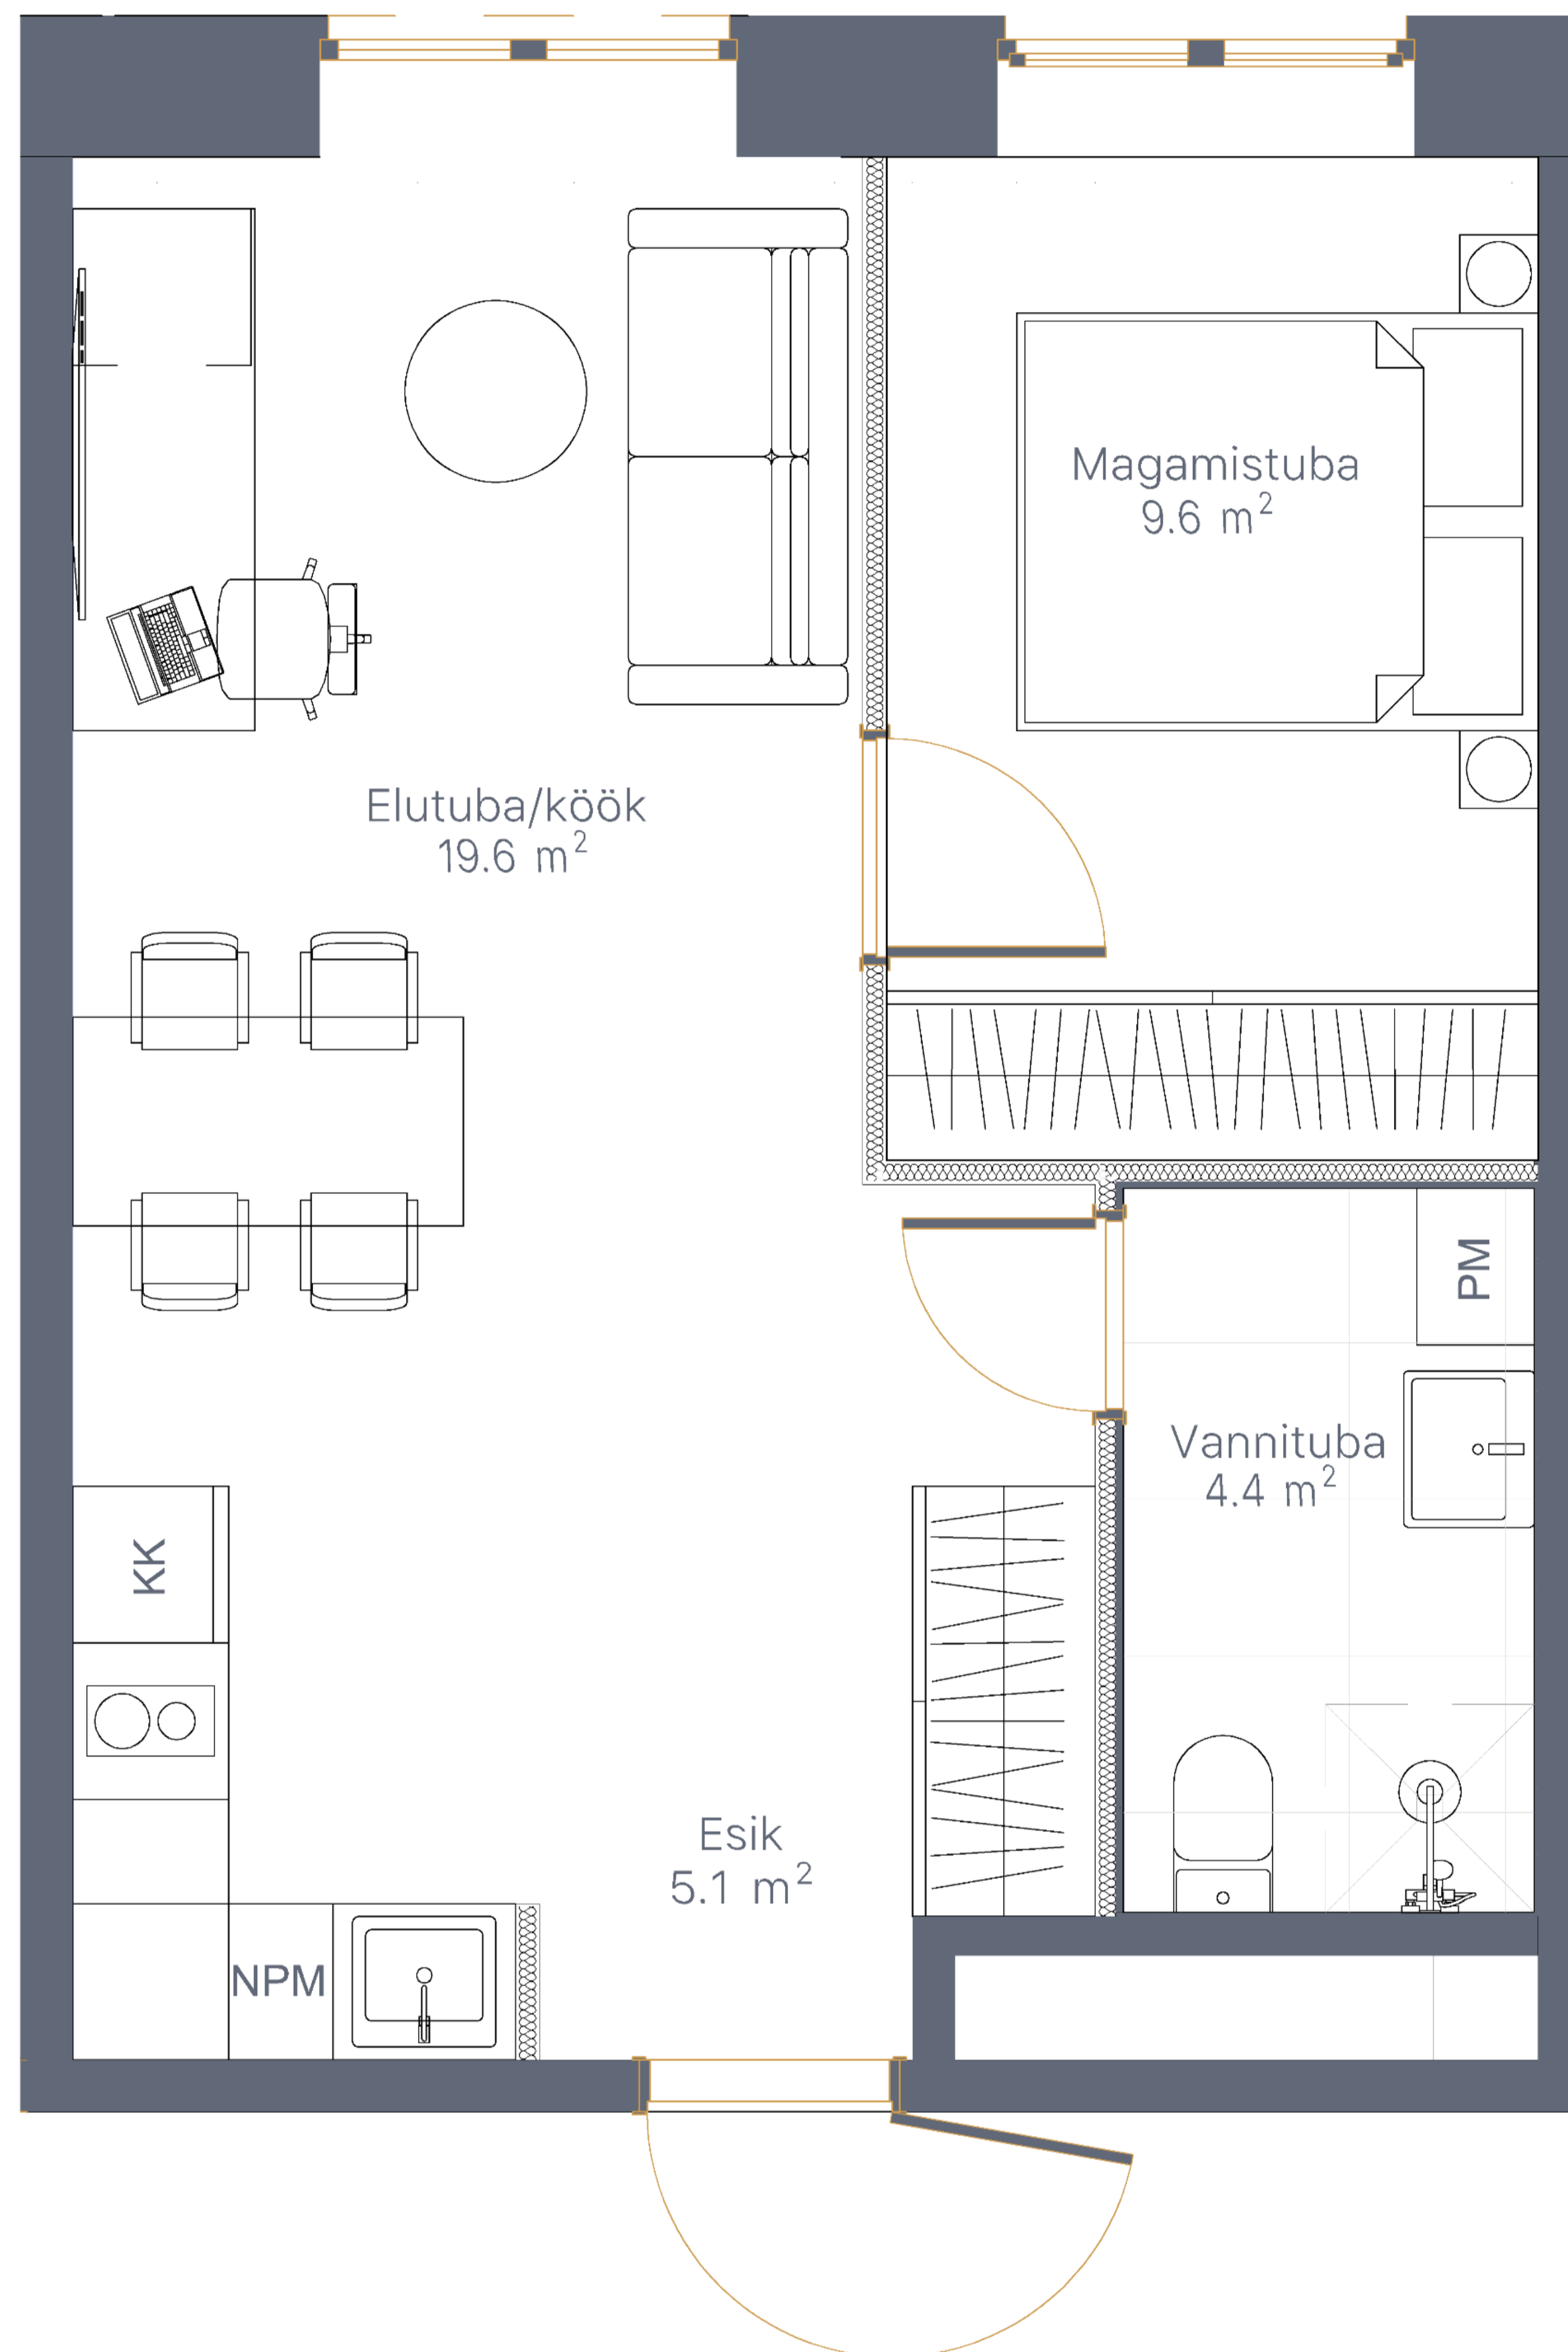 Magamistuba
9.6 m²
Elutuba/köök
19.6 m²
PM
Vannituba
4.4 m²
KK
Esik
5.1 m²
NPM